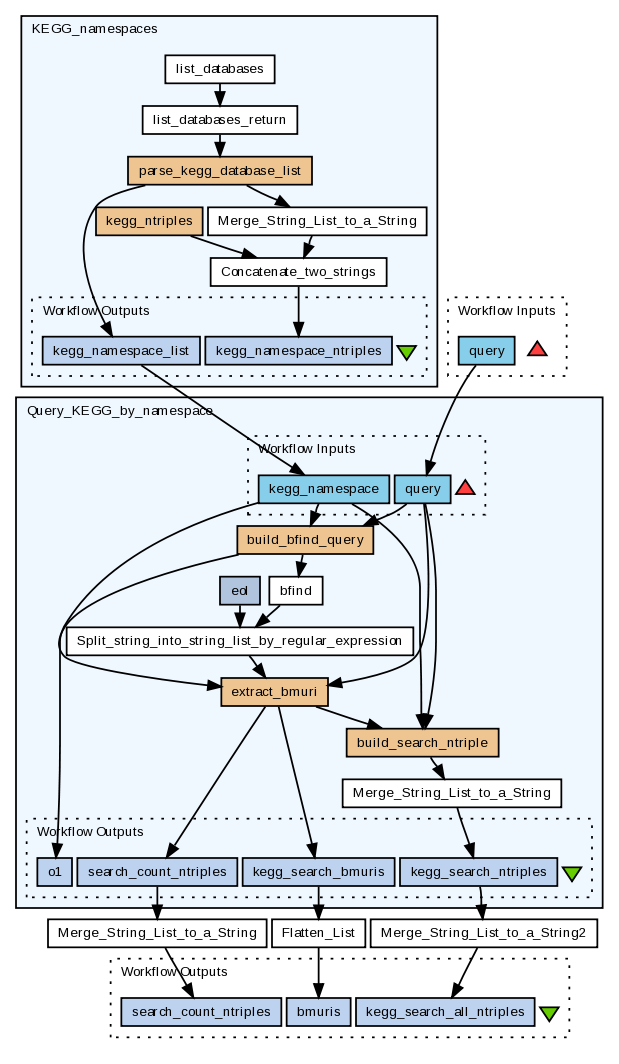 KEGG_namespaces
list_databases
list_databases_return
parse_kegg_database_list
kegg_ntriples
Merge_String_List_to_a_String
Concatenate_two_strings
Workflow Outputs
Workflow Inputs
kegg_namespace_list
kegg_namespace_ntriples
query
Query_KEGG_by_namespace
Workflow Inputs
kegg_namespace
query
build_bfind_query
eol
bfind
Split_string_into_string_list_by_regular_expression
extract_bmuri
build_search_ntriple
Merge_String_List_to_a_String
Workflow Outputs
o1
search_count_ntriples
kegg_search_bmuris
kegg_search_ntriples
Merge_String_List_to_a_String
Flatten_List
Merge_String_List_to_a_String2
Workflow Outputs
search_count_ntriples
bmuris
kegg_search_all_ntriples